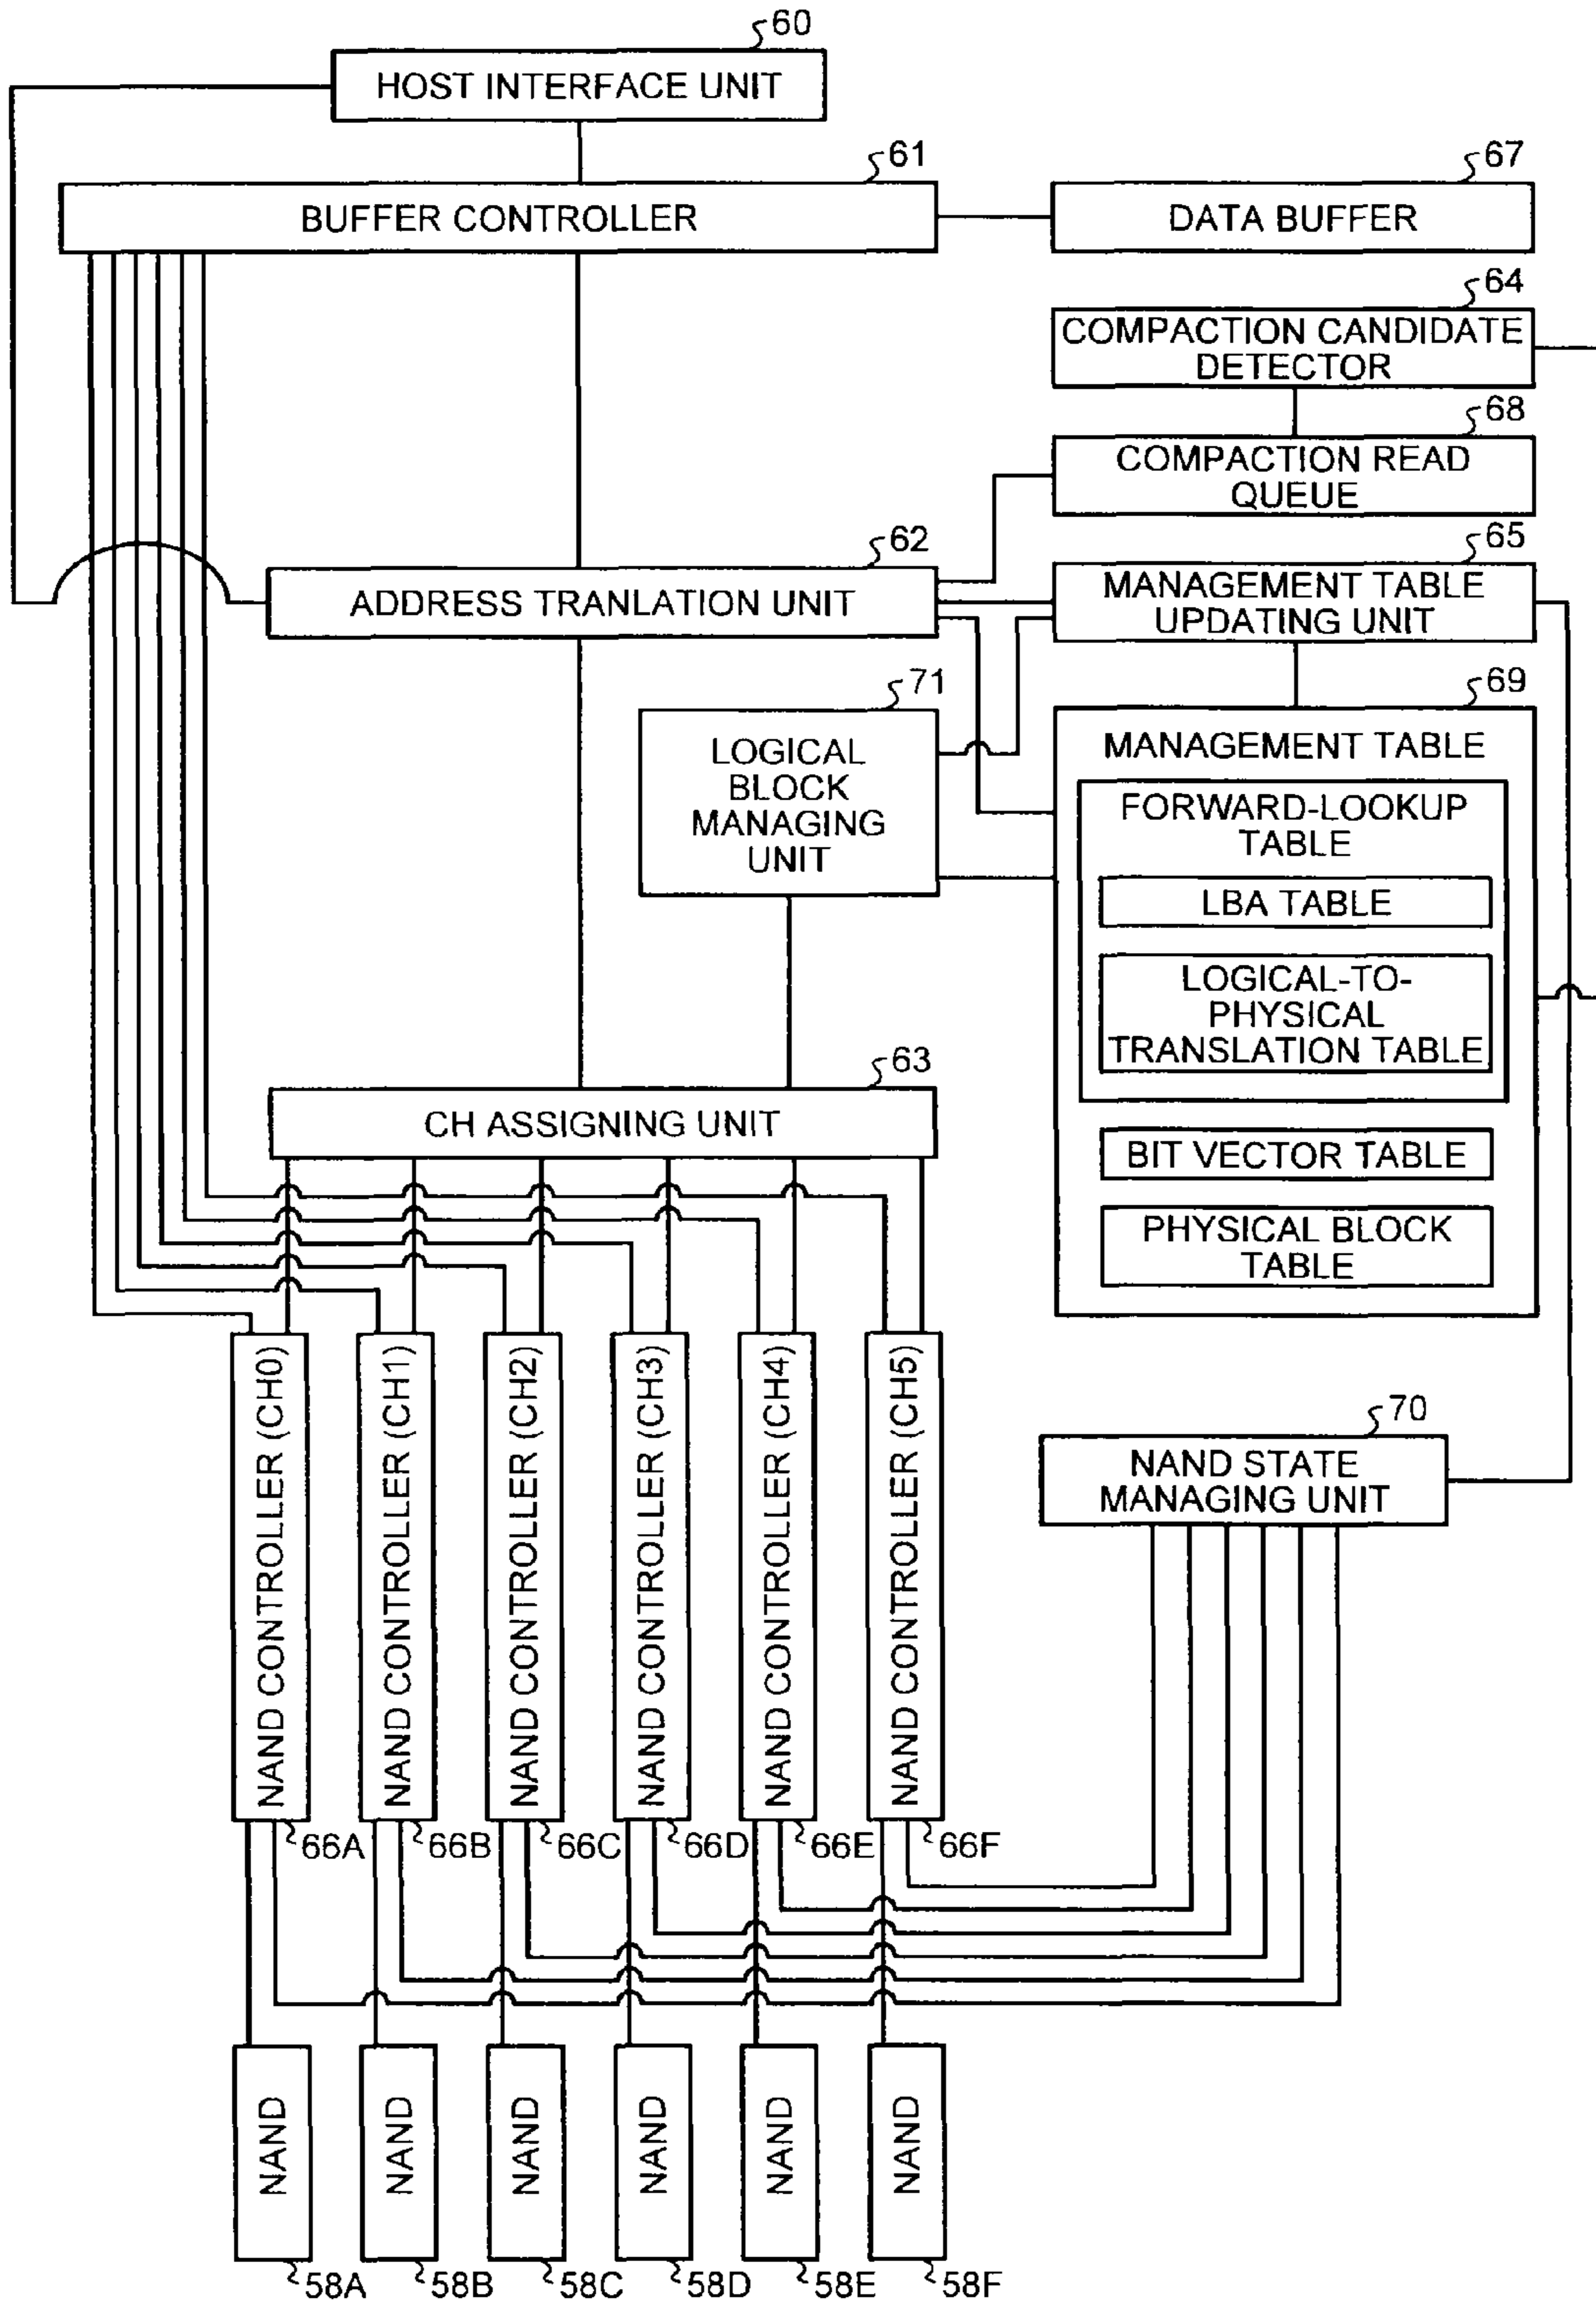 60
HOST INTERFACE UNIT
61
BUFFER CONTROLLER
67
DATA BUFFER
64
COMPACTION CANDIDATE
DETECTOR
68
COMPACTION READ
QUEUE
62
ADDRESS TRANLATION UNIT
65
MANAGEMENT TABLE
UPDATING UNIT
71
LOGICAL
BLOCK
MANAGING
UNIT
69
MANAGEMENT TABLE
FORWARD-LOOKUP
TABLE
LBA TABLE
LOGICAL-TO-
PHYSICAL
TRANSLATION TABLE
BIT VECTOR TABLE
PHYSICAL BLOCK
TABLE
63
CH ASSIGNING UNIT
NAND CONTROLLER (CH0)
NAND CONTROLLER (CH1)
NAND CONTROLLER (CH2)
NAND CONTROLLER (CH3)
NAND CONTROLLER (CH4)
NAND CONTROLLER (CH5)
70
NAND STATE
MANAGING UNIT
66A
66B
66C
66D
66E
66F
NAND
NAND
NAND
NAND
NAND
NAND
58A
58B
58C
58D
58E
58F